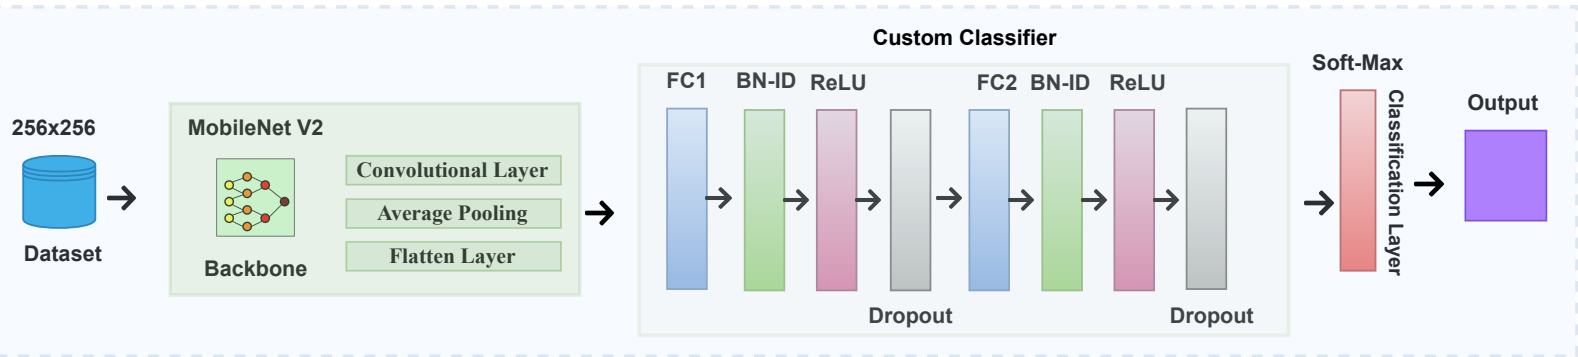 Custom Classifier
256x256
Dataset
MobileNet V2
Backbone
Convolutional Layer
Average Pooling
Flatten Layer
FC1
BN-ID
ReLU
Dropout
FC2
BN-ID
ReLU
Dropout
Soft-Max
Classification Layer
Output